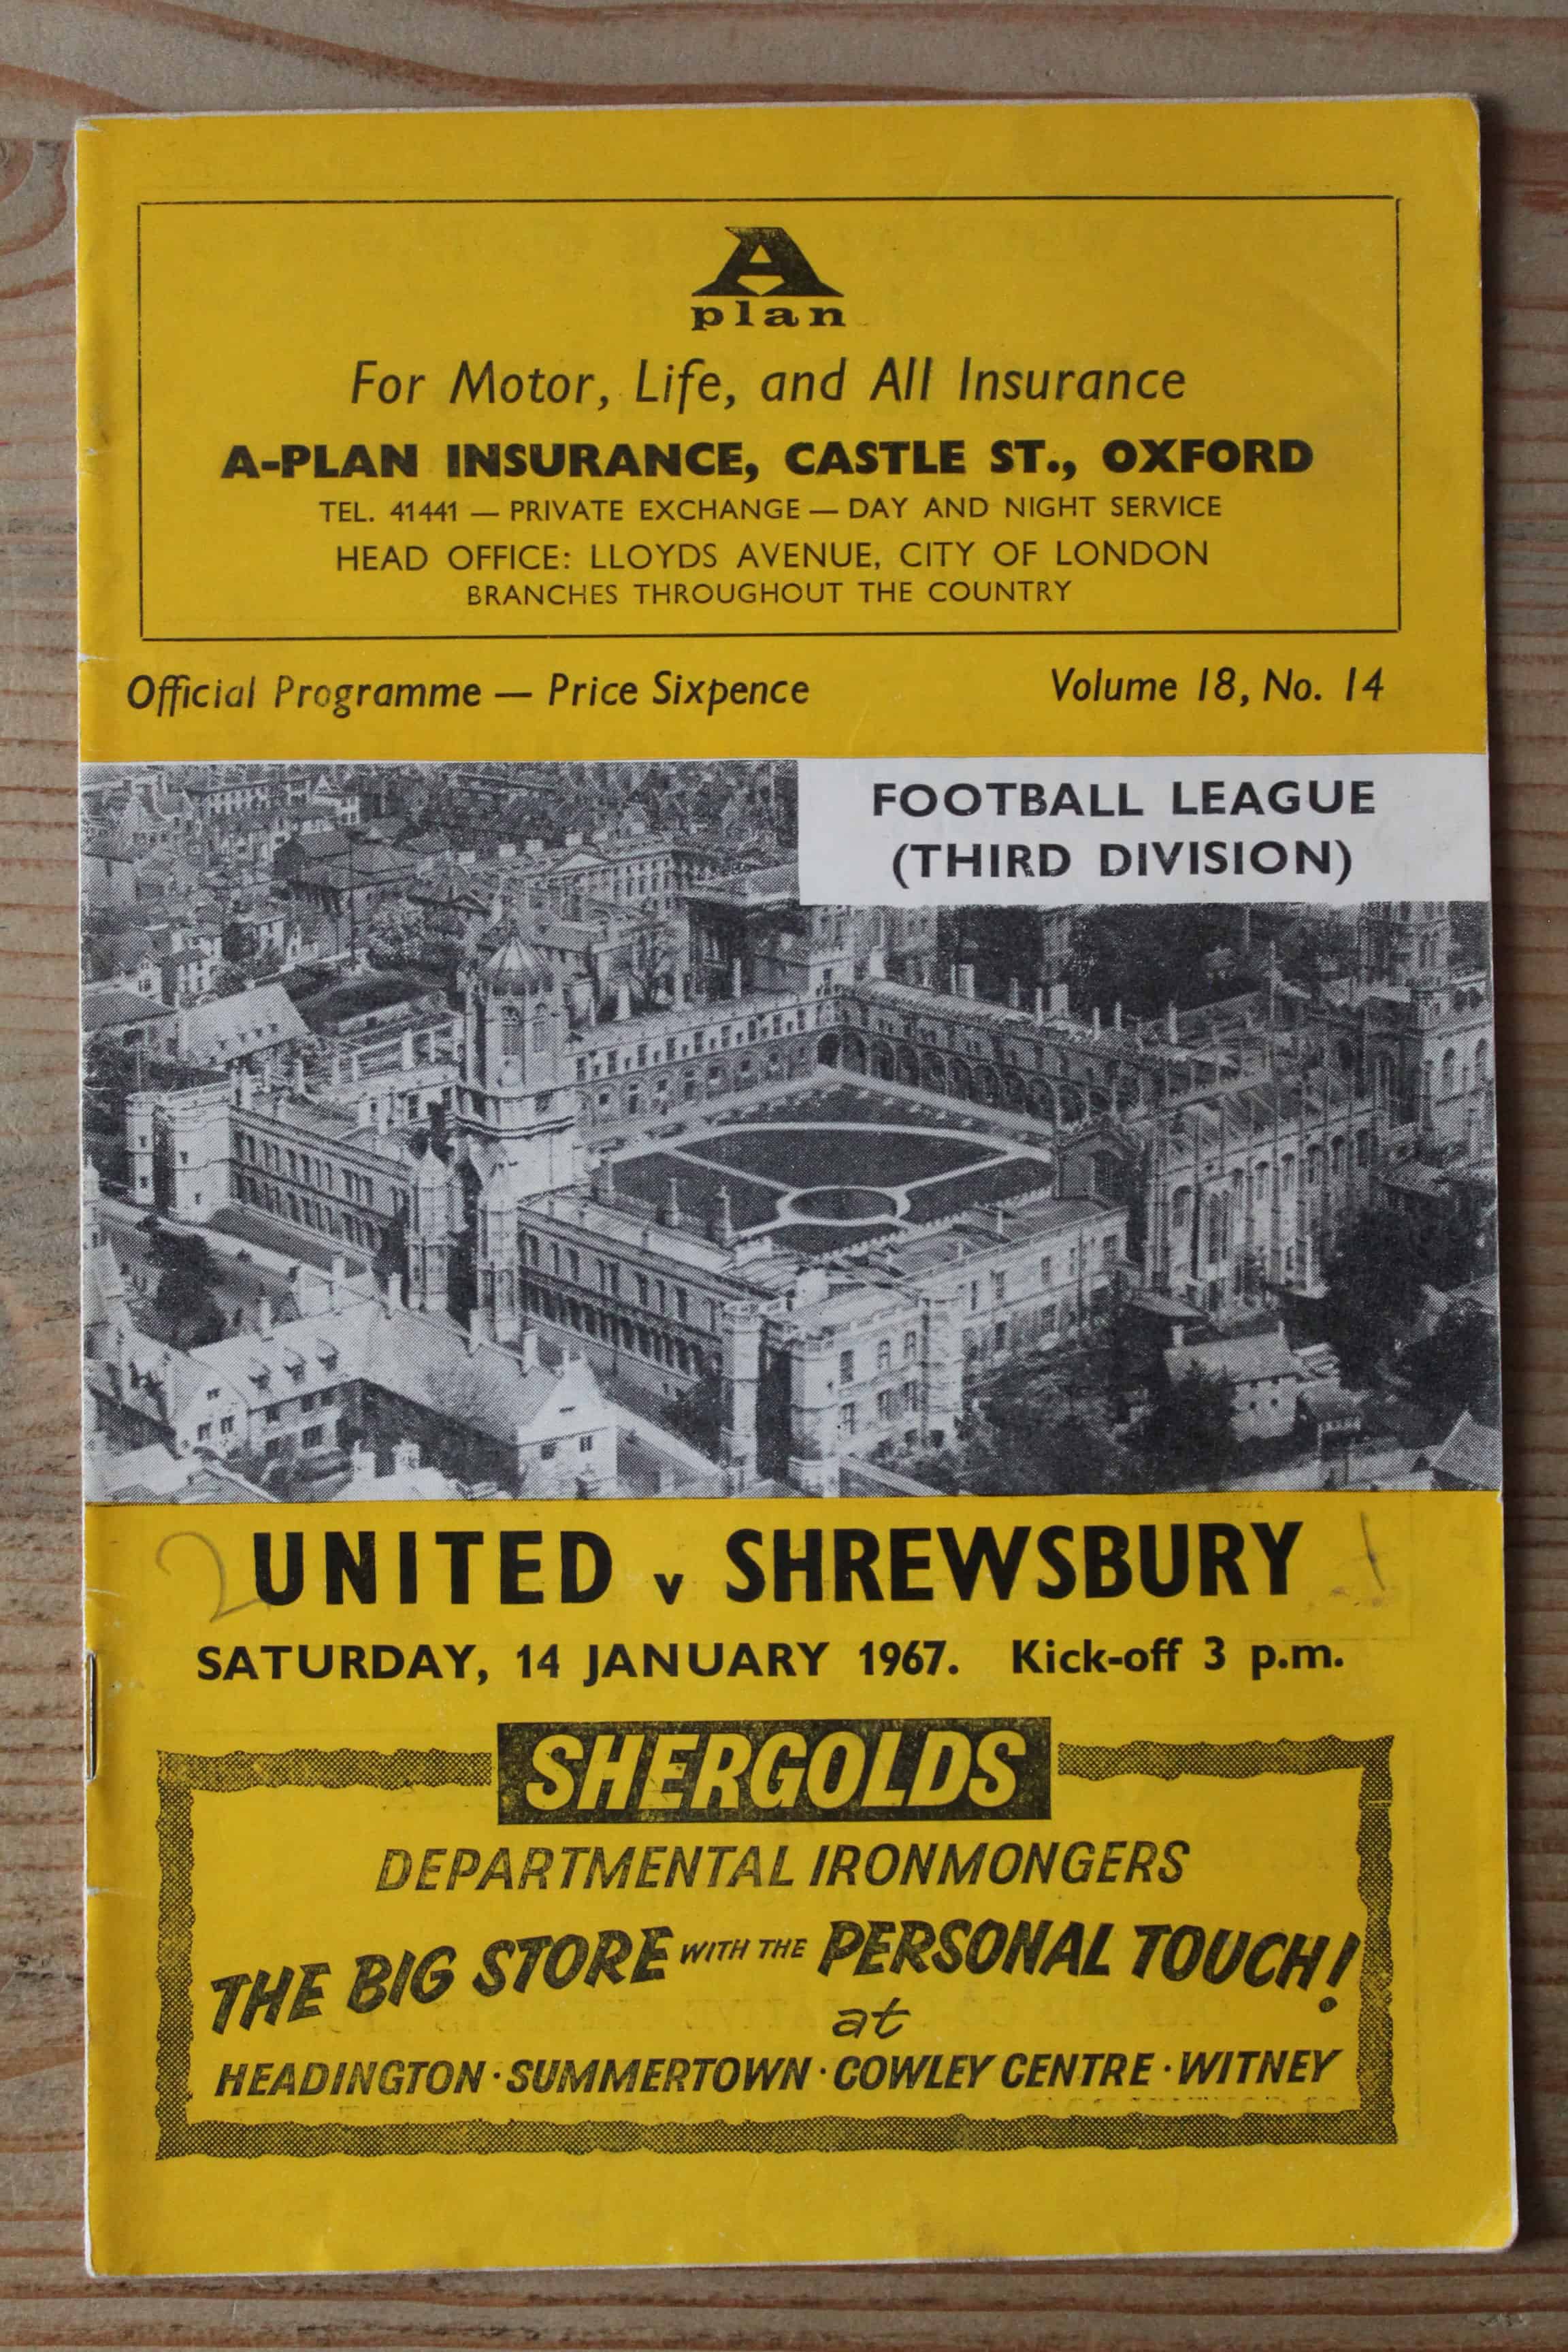 A
plan
For Motor, Life, and All Insurance
A-PLAN INSURANCE, CASTLE ST., OXFORD
TEL. 41441 — PRIVATE EXCHANGE — DAY AND NIGHT SERVICE
HEAD OFFICE: LLOYDS AVENUE, CITY OF LONDON
BRANCHES THROUGHOUT THE COUNTRY
Official Programme — Price Sixpence Volume 18, No. 14
FOOTBALL LEAGUE
(THIRD DIVISION)
2 UNITED v SHREWSBURY 1
SATURDAY, 14 JANUARY 1967. Kick-off 3 p.m.
SHERGOLDS
DEPARTMENTAL IRONMONGERS
THE BIG STORE WITH THE PERSONAL TOUCH!
at
HEADINGTON · SUMMERTOWN · COWLEY CENTRE · WITNEY